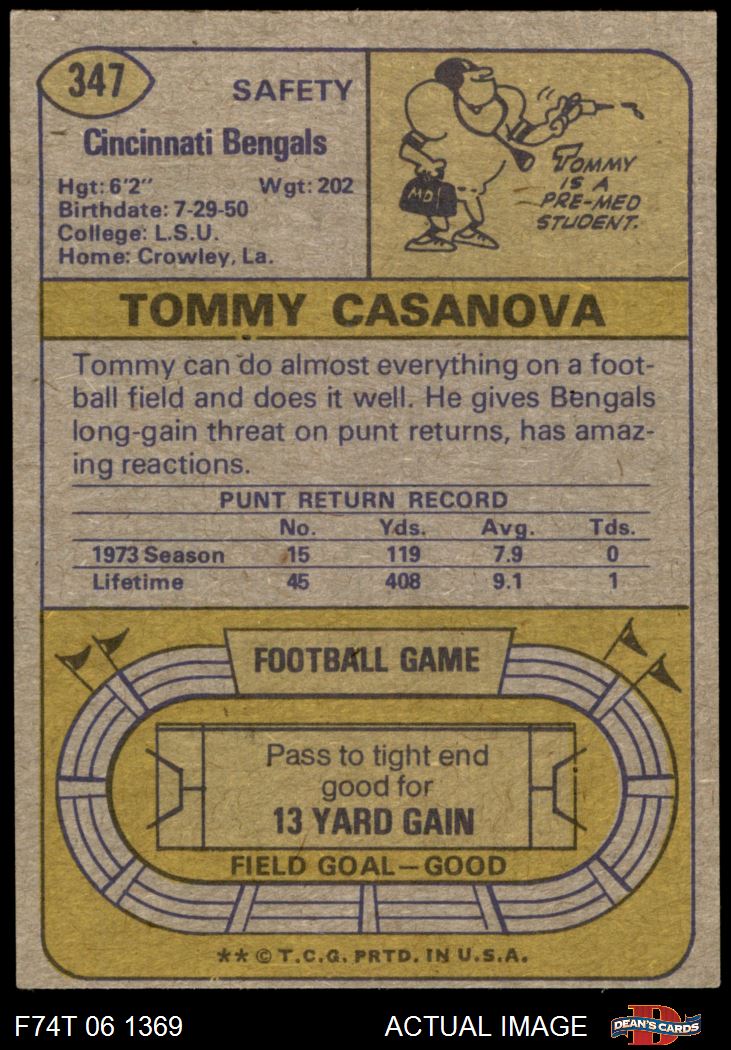 347
SAFETY
Cincinnati Bengals
Hgt: 6'2" Wgt: 202
Birthdate: 7-29-50
College: L.S.U.
Home: Crowley, La.
MD
TOMMY
IS A
PRE-MED
STUDENT.
TOMMY CASANOVA
Tommy can do almost everything on a foot-
ball field and does it well. He gives Bengals
long-gain threat on punt returns, has amaz-
ing reactions.
PUNT RETURN RECORD
No. Yds. Avg. Tds.
1973 Season 15 119 7.9 0
Lifetime 45 408 9.1 1
FOOTBALL GAME
Pass to tight end
good for
13 YARD GAIN
FIELD GOAL—GOOD
** © T.C.G. PRTD. IN U.S.A.
F74T 06 1369 ACTUAL IMAGE D DEAN'S CARDS